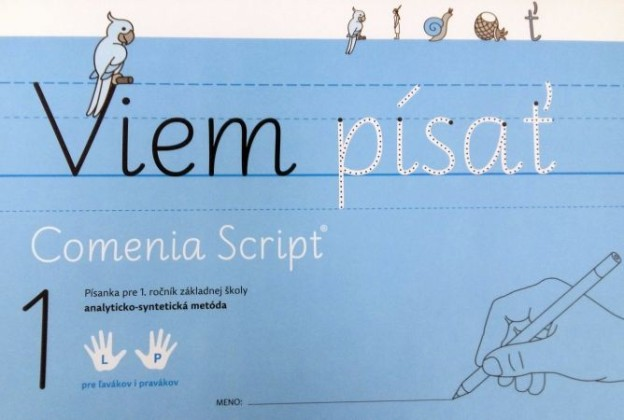 ť
Viem písať
Comenia Script®
1
Písanka pre 1. ročník základnej školy
analyticko-syntetická metóda
L P
pre ľavákov i pravákov
MENO: